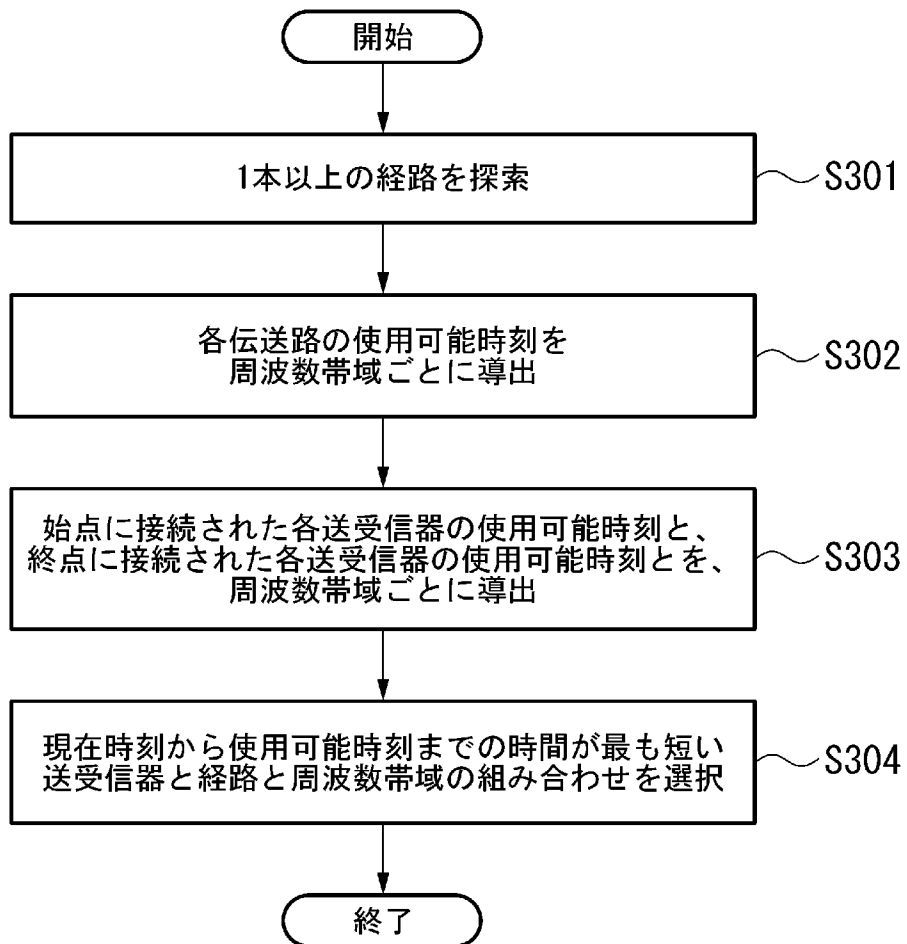 開始
1本以上の経路を探索
S301
各伝送路の使用可能時刻を
周波数帯域ごとに導出
S302
始点に接続された各送受信器の使用可能時刻と、
終点に接続された各送受信器の使用可能時刻とを、
周波数帯域ごとに導出
S303
現在時刻から使用可能時刻までの時間が最も短い
送受信器と経路と周波数帯域の組み合わせを選択
S304
終了